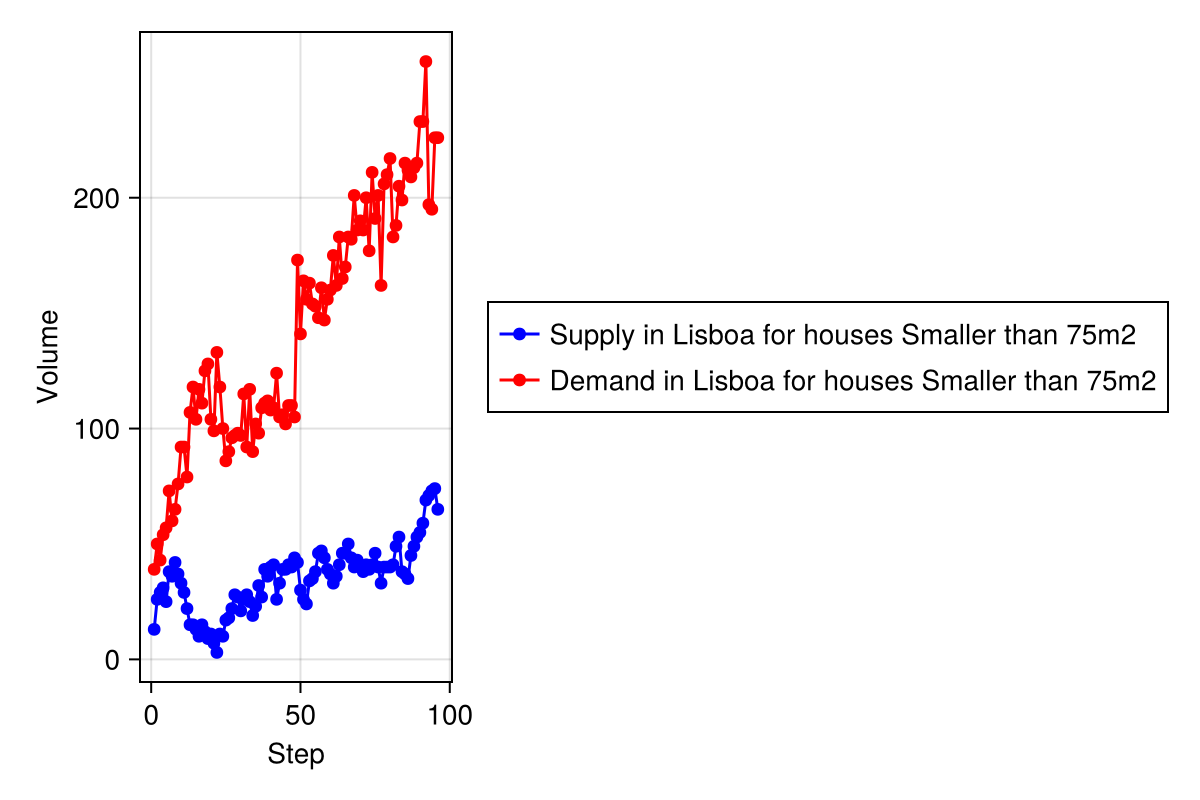 Volume
200
100
0
0
50
100
Step
Supply in Lisboa for houses Smaller than 75m2
Demand in Lisboa for houses Smaller than 75m2